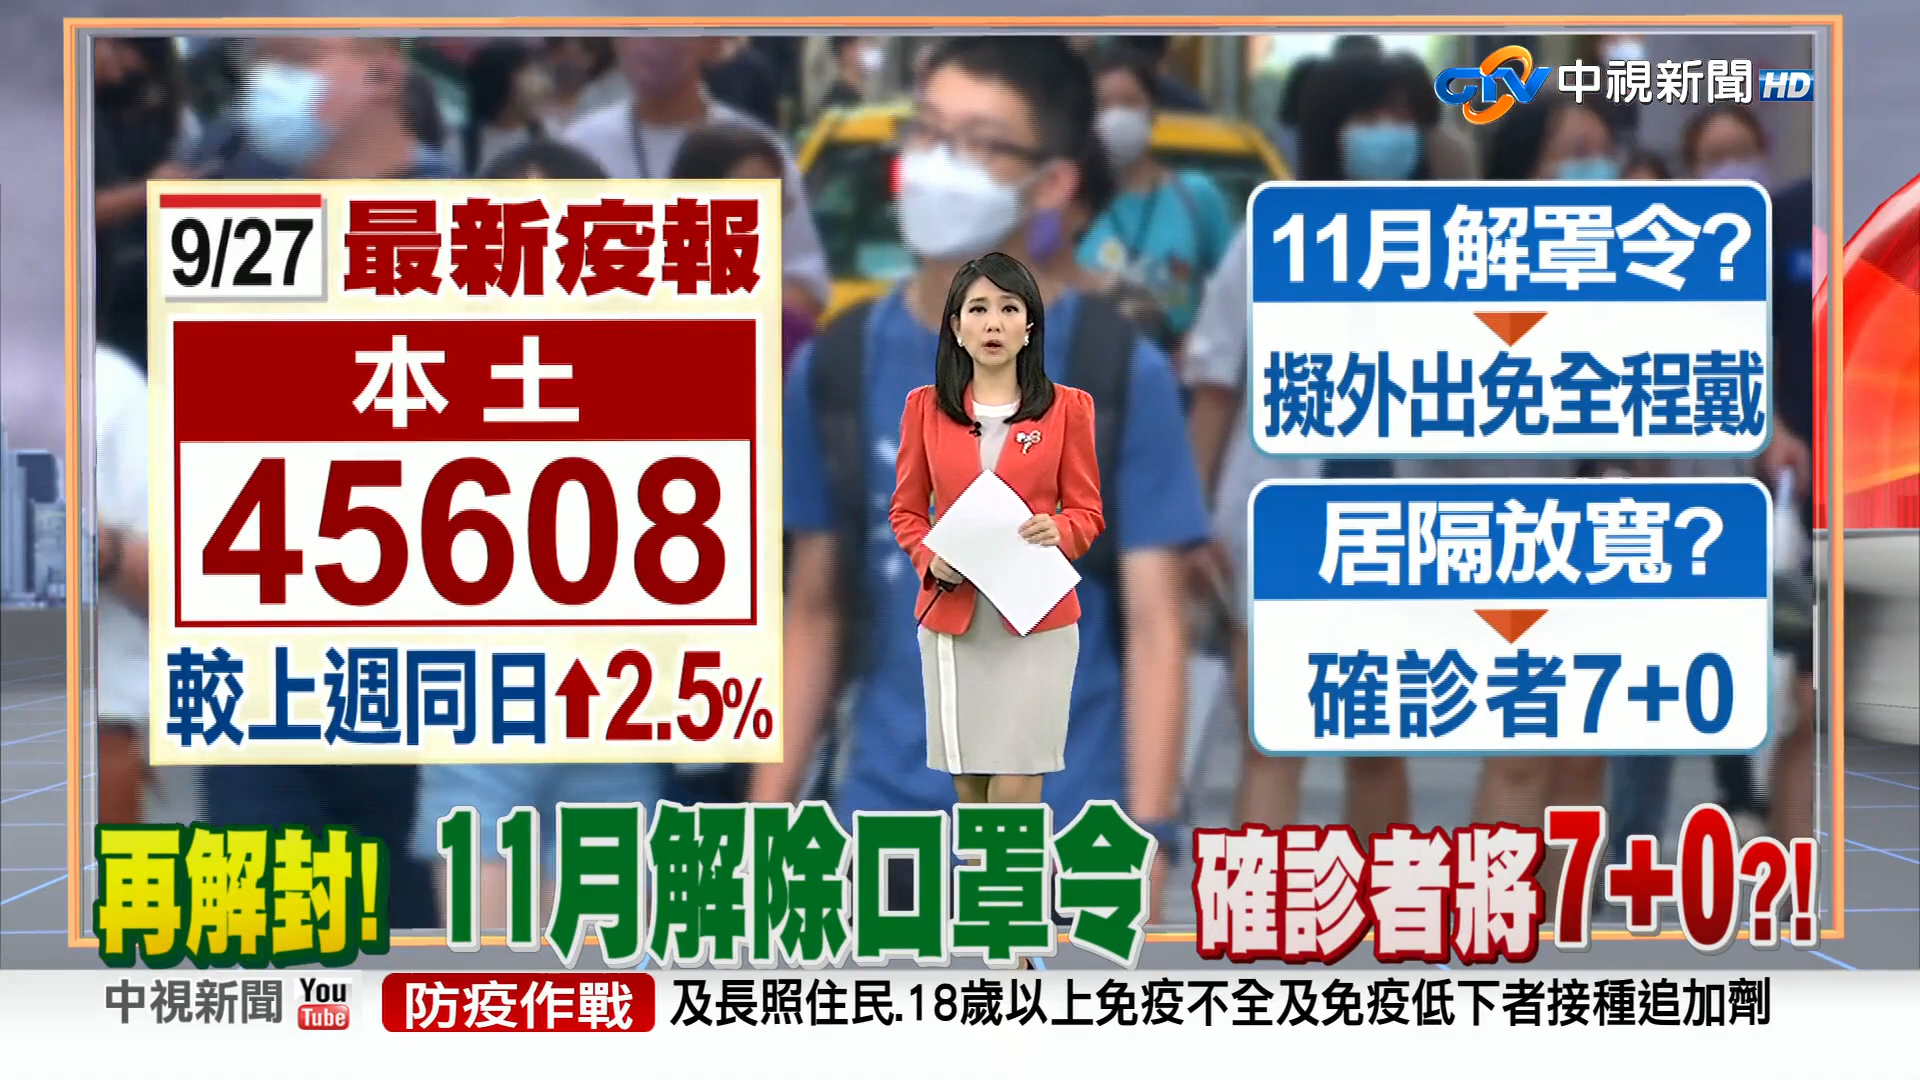 CTV 中視新聞 HD
9/27 最新疫報
本土
45608
較上週同日⬆2.5%
11月解罩令?
擬外出免全程戴
居隔放寬?
確診者7+0
再解封! 11月解除口罩令 確診者將7+0?!
中視新聞 YouTube 防疫作戰 及長照住民.18歲以上免疫不全及免疫低下者接種追加劑